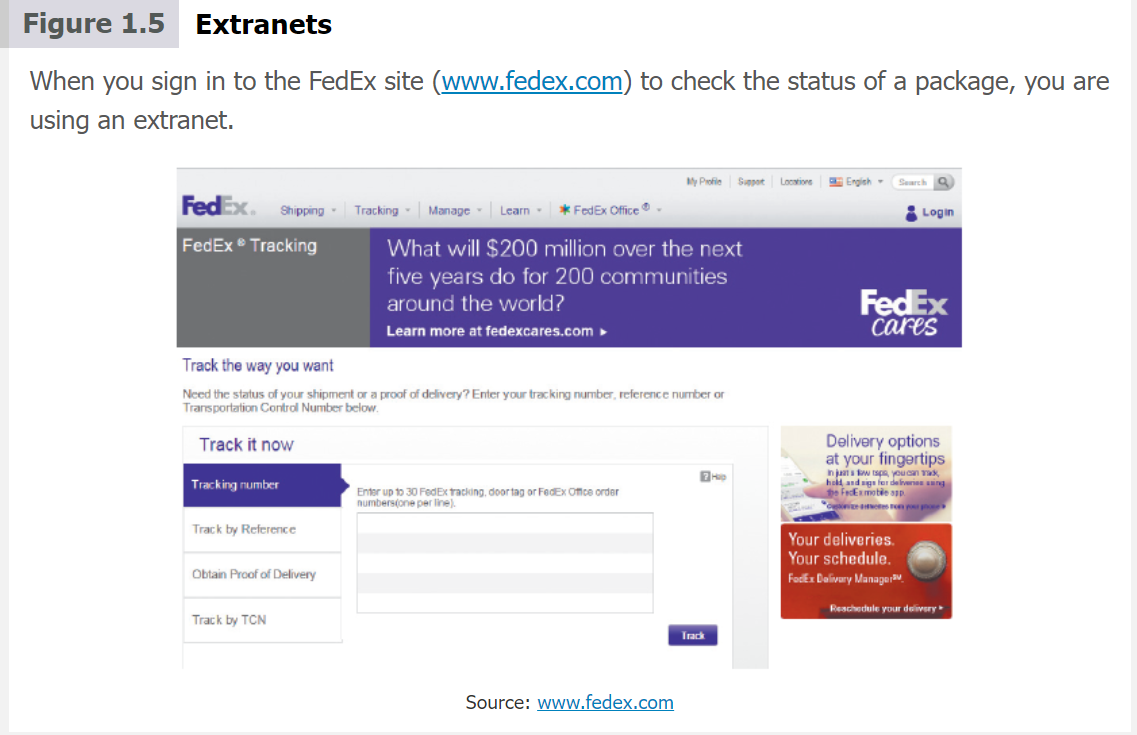 Figure 1.5 Extranets
When you sign in to the FedEx site (www.fedex.com) to check the status of a package, you are
using an extranet.
My Profile Support Locations English Search
FedEx. Shipping Tracking Manage Learn FedEx Office ® Login
FedEx ® Tracking
What will $200 million over the next
five years do for 200 communities
around the world?
Learn more at fedexcares.com
FedEx
cares
Track the way you want
Need the status of your shipment or a proof of delivery? Enter your tracking number, reference number or
Transportation Control Number below.
Track it now
Tracking number
Track by Reference
Obtain Proof of Delivery
Track by TCN
? Help
Enter up to 30 FedEx tracking, door tag or FedEx Office order
numbers(one per line).
Track
Delivery options
at your fingertips
In just a few taps, you can track,
hold, and sign for deliveries using
the FedEx mobile app.
Customize deliveries from your phone
Your deliveries.
Your schedule.
FedEx Delivery Manager℠.
Reschedule your delivery
Source: www.fedex.com